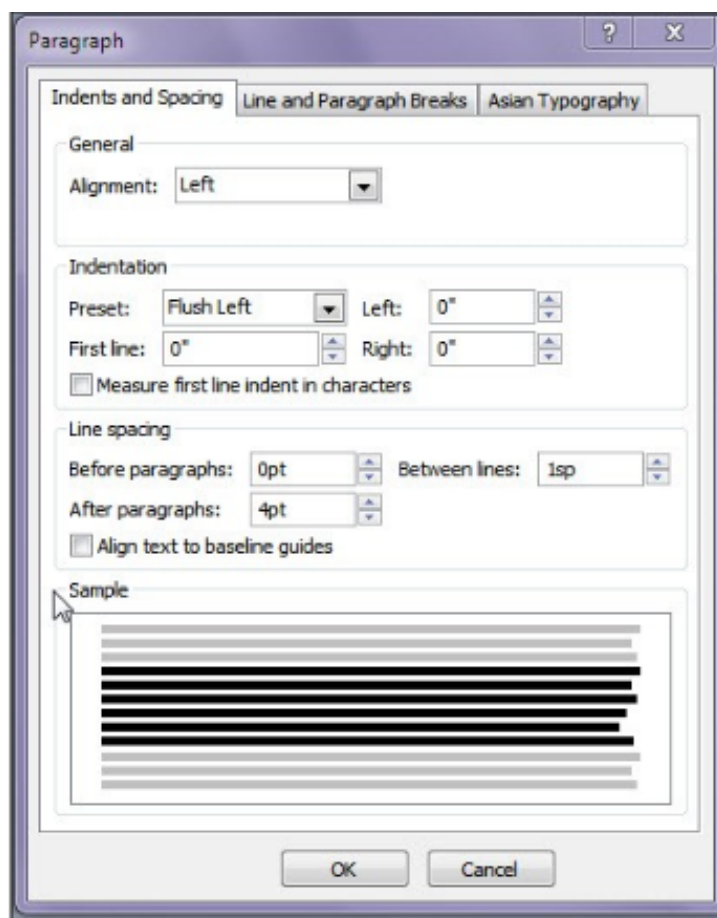 Paragraph
Indents and Spacing Line and Paragraph Breaks Asian Typography
General
Alignment: Left
Indentation
Preset: Flush Left Left: 0"
First line: 0" Right: 0"
Measure first line indent in characters
Line spacing
Before paragraphs: 0pt Between lines: 1sp
After paragraphs: 4pt
Align text to baseline guides
Sample
OK Cancel